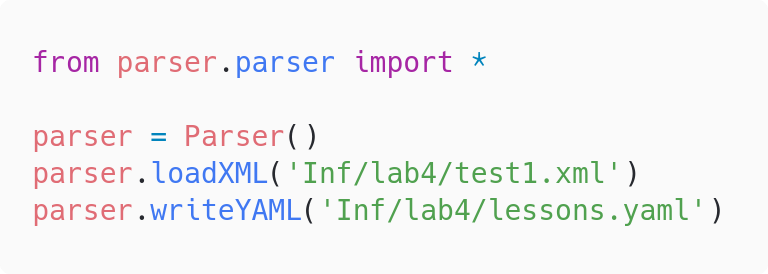 from parser.parser import *
parser = Parser()
parser.loadXML('Inf/lab4/test1.xml')
parser.writeYAML('Inf/lab4/lessons.yaml')